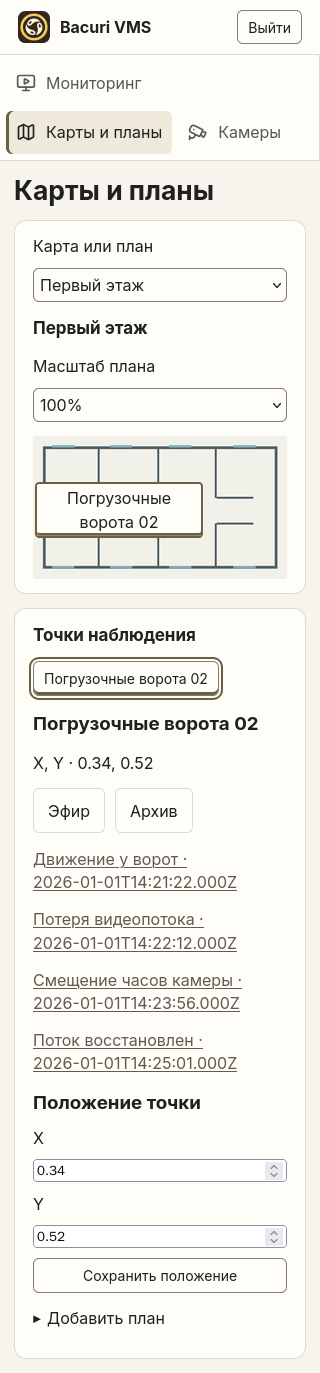 Bacuri VMS
Выйти
Мониторинг
Карты и планы
Камеры
Карты и планы
Карта или план
Первый этаж
Первый этаж
Масштаб плана
100%
Погрузочные
ворота 02
Точки наблюдения
Погрузочные ворота 02
Погрузочные ворота 02
X, Y · 0.34, 0.52
Эфир
Архив
Движение у ворот ·
2026-01-01T14:21:22.000Z
Потеря видеопотока ·
2026-01-01T14:22:12.000Z
Смещение часов камеры ·
2026-01-01T14:23:56.000Z
Поток восстановлен ·
2026-01-01T14:25:01.000Z
Положение точки
X
0.34
Y
0.52
Сохранить положение
▸ Добавить план